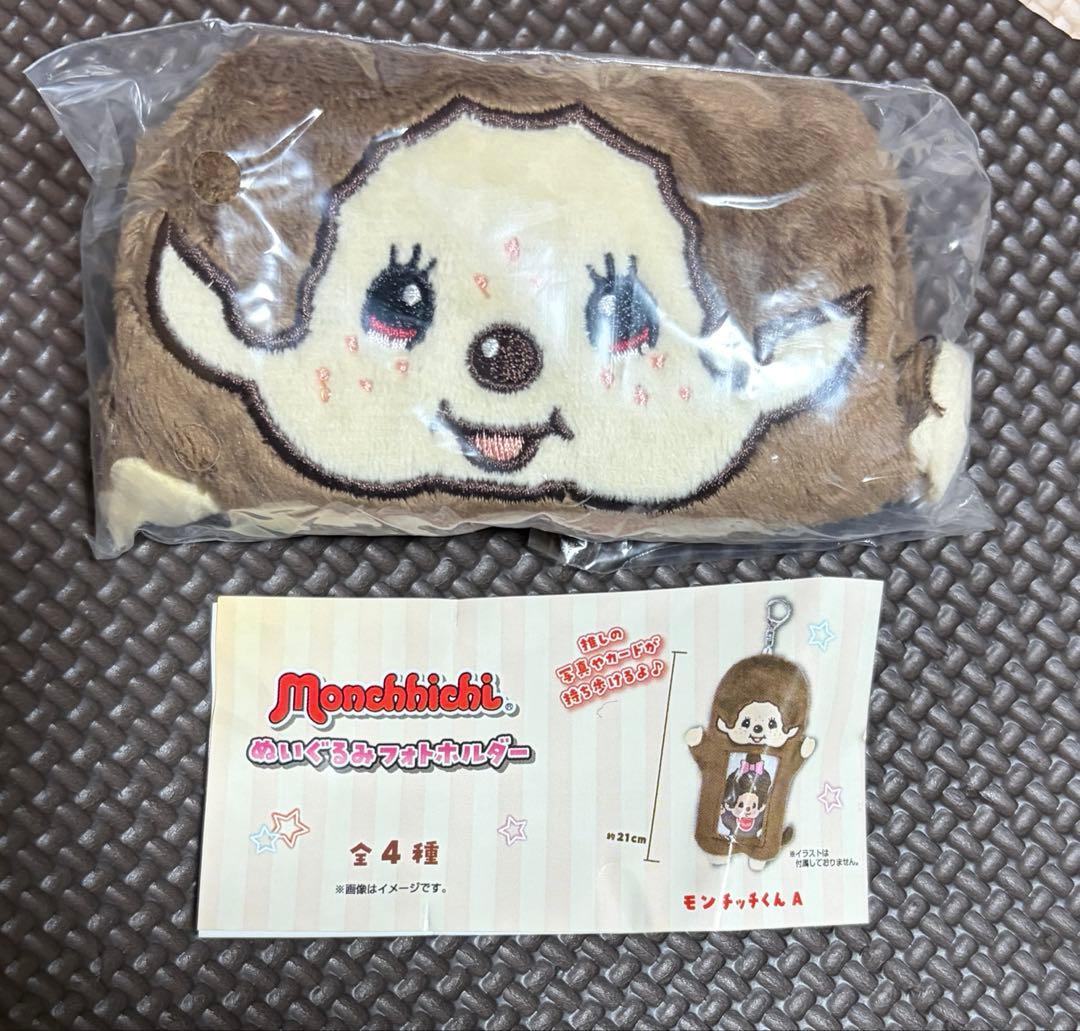 Monchhichi®
ぬいぐるみフォトホルダー
全4種
※画像はイメージです。
推しの
写真やカードが
持ち歩けるよ♪
約21cm
※イラストは
付属しておりません。
モンチッチくん A